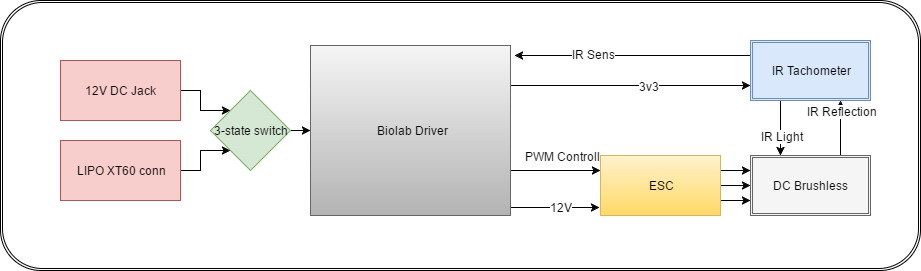 12V DC Jack
LIPO XT60 conn
3-state switch
Biolab Driver
IR Sens
3v3
IR Tachometer
IR Reflection
IR Light
PWM Controll
12V
ESC
DC Brushless